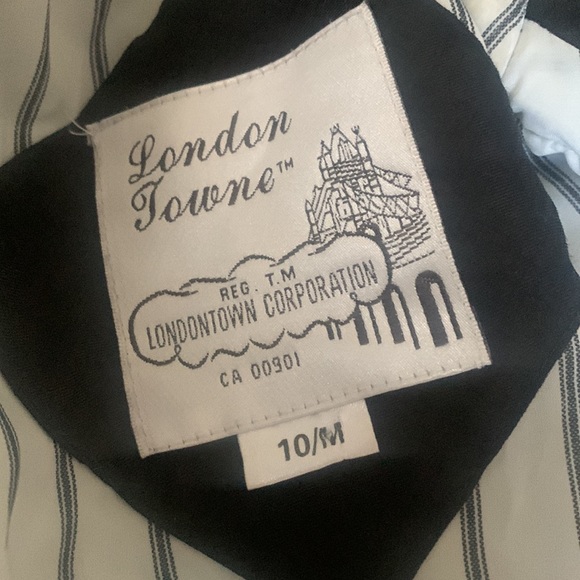 London
Towne™
REG. T.M
LONDONTOWN CORPORATION
CA 00901
10/M